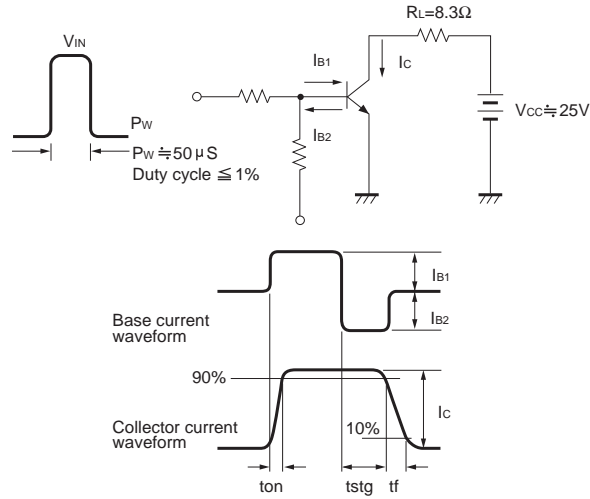 RL=8.3Ω
VIN
IB1
IC
VCC≒25V
PW
IB2
PW≒50μS
Duty cycle ≦ 1%
IB1
Base current
waveform
IB2
90%
Collector current
waveform
10%
IC
ton
tstg
tf